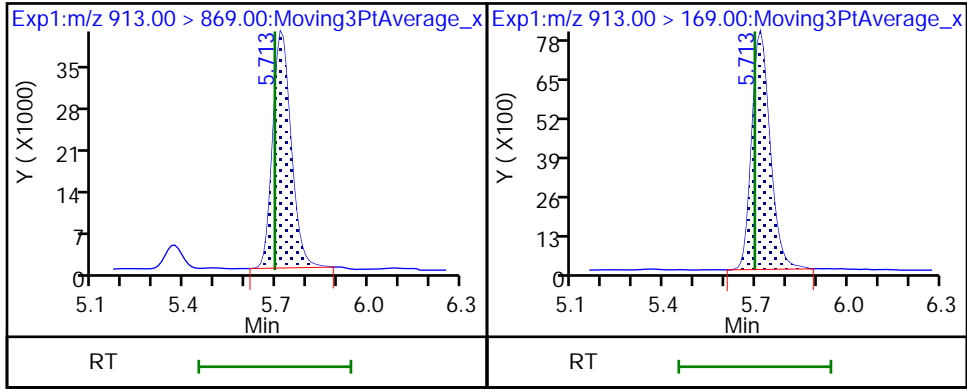 Exp1:m/z 913.00 > 869.00:Moving3PtAverage_x
5.713
Y ( X1000)
35
28
21
14
7
0
5.1 5.4 5.7 6.0 6.3
Min
RT
Exp1:m/z 913.00 > 169.00:Moving3PtAverage_x
5.713
Y ( X100)
78
65
52
39
26
13
0
5.1 5.4 5.7 6.0 6.3
Min
RT